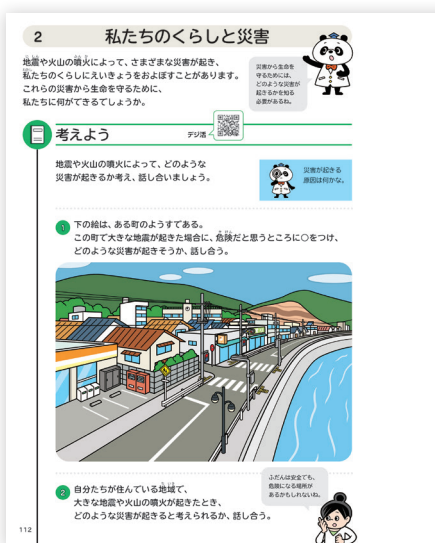 2 私たちのくらしと災害
地震や火山の噴火によって、さまざまな災害が起き、
私たちのくらしにえいきょうをおよぼすことがあります。
これらの災害から生命を守るために、
私たちに何ができるでしょうか。
災害から生命を
守るためには、
どのような災害が
起きるかを知る
必要があるね。
考えよう
デジ活
地震や火山の噴火によって、どのような
災害が起きるか考え、話し合いましょう。
災害が起きる
原因は何かな。
1 下の絵は、ある町のようすである。
この町で大きな地震が起きた場合に、危険だと思うところに○をつけ、
どのような災害が起きそうか、話し合う。
2 自分たちが住んでいる地域で、
大きな地震や火山の噴火が起きたとき、
どのような災害が起きると考えられるか、話し合う。
ふだんは安全でも、
危険になる場所が
あるかもしれないね。
112